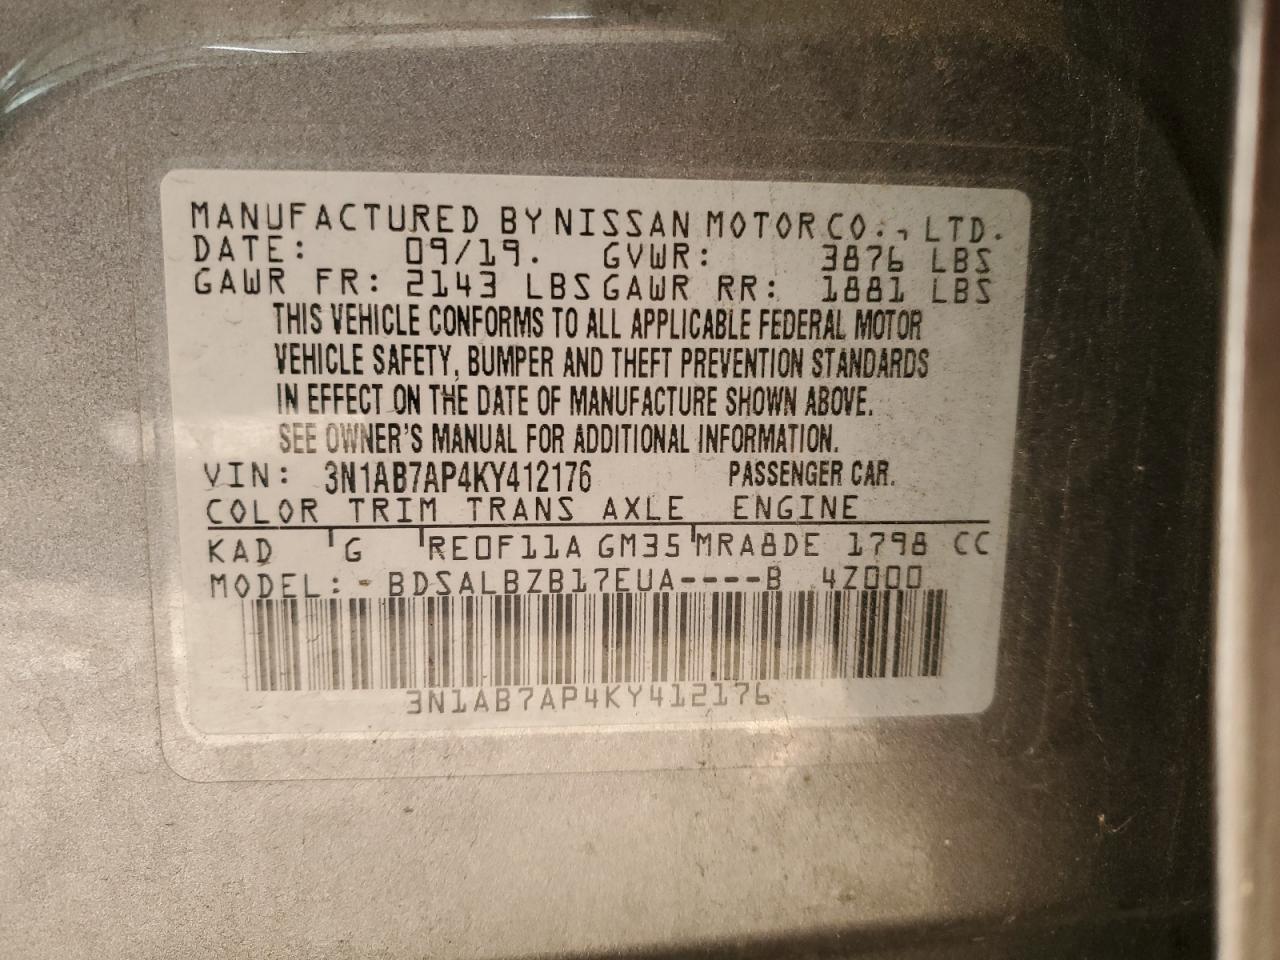 MANUFACTURED BY NISSAN MOTOR CO., LTD.
DATE: 09/19. GVWR: 3876 LBS
GAWR FR: 2143 LBS GAWR RR: 1881 LBS
THIS VEHICLE CONFORMS TO ALL APPLICABLE FEDERAL MOTOR
VEHICLE SAFETY, BUMPER AND THEFT PREVENTION STANDARDS
IN EFFECT ON THE DATE OF MANUFACTURE SHOWN ABOVE.
SEE OWNER'S MANUAL FOR ADDITIONAL INFORMATION.
VIN: 3N1AB7AP4KY412176 PASSENGER CAR.
COLOR TRIM TRANS AXLE ENGINE
KAD G RE0F11A GM35 MRA8DE 1798 CC
MODEL: - BDSALBZB17EUA----B 4Z000
3N1AB7AP4KY412176